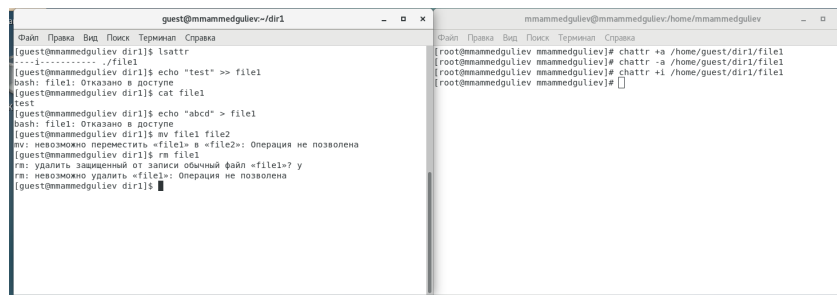 guest@mmammedguliev:~/dir1
Файл Правка Вид Поиск Терминал Справка
[guest@mmammedguliev dir1]$ lsattr
----i----------- ./file1
[guest@mmammedguliev dir1]$ echo "test" >> file1
bash: file1: Отказано в доступе
[guest@mmammedguliev dir1]$ cat file1
test
[guest@mmammedguliev dir1]$ echo "abcd" > file1
bash: file1: Отказано в доступе
[guest@mmammedguliev dir1]$ mv file1 file2
mv: невозможно переместить «file1» в «file2»: Операция не позволена
[guest@mmammedguliev dir1]$ rm file1
rm: удалить защищенный от записи обычный файл «file1»? y
rm: невозможно удалить «file1»: Операция не позволена
[guest@mmammedguliev dir1]$
mmammedguliev@mmammedguliev:/home/mmammedguliev
Файл Правка Вид Поиск Терминал Справка
[root@mmammedguliev mmammedguliev]# chattr +a /home/guest/dir1/file1
[root@mmammedguliev mmammedguliev]# chattr -a /home/guest/dir1/file1
[root@mmammedguliev mmammedguliev]# chattr +i /home/guest/dir1/file1
[root@mmammedguliev mmammedguliev]#